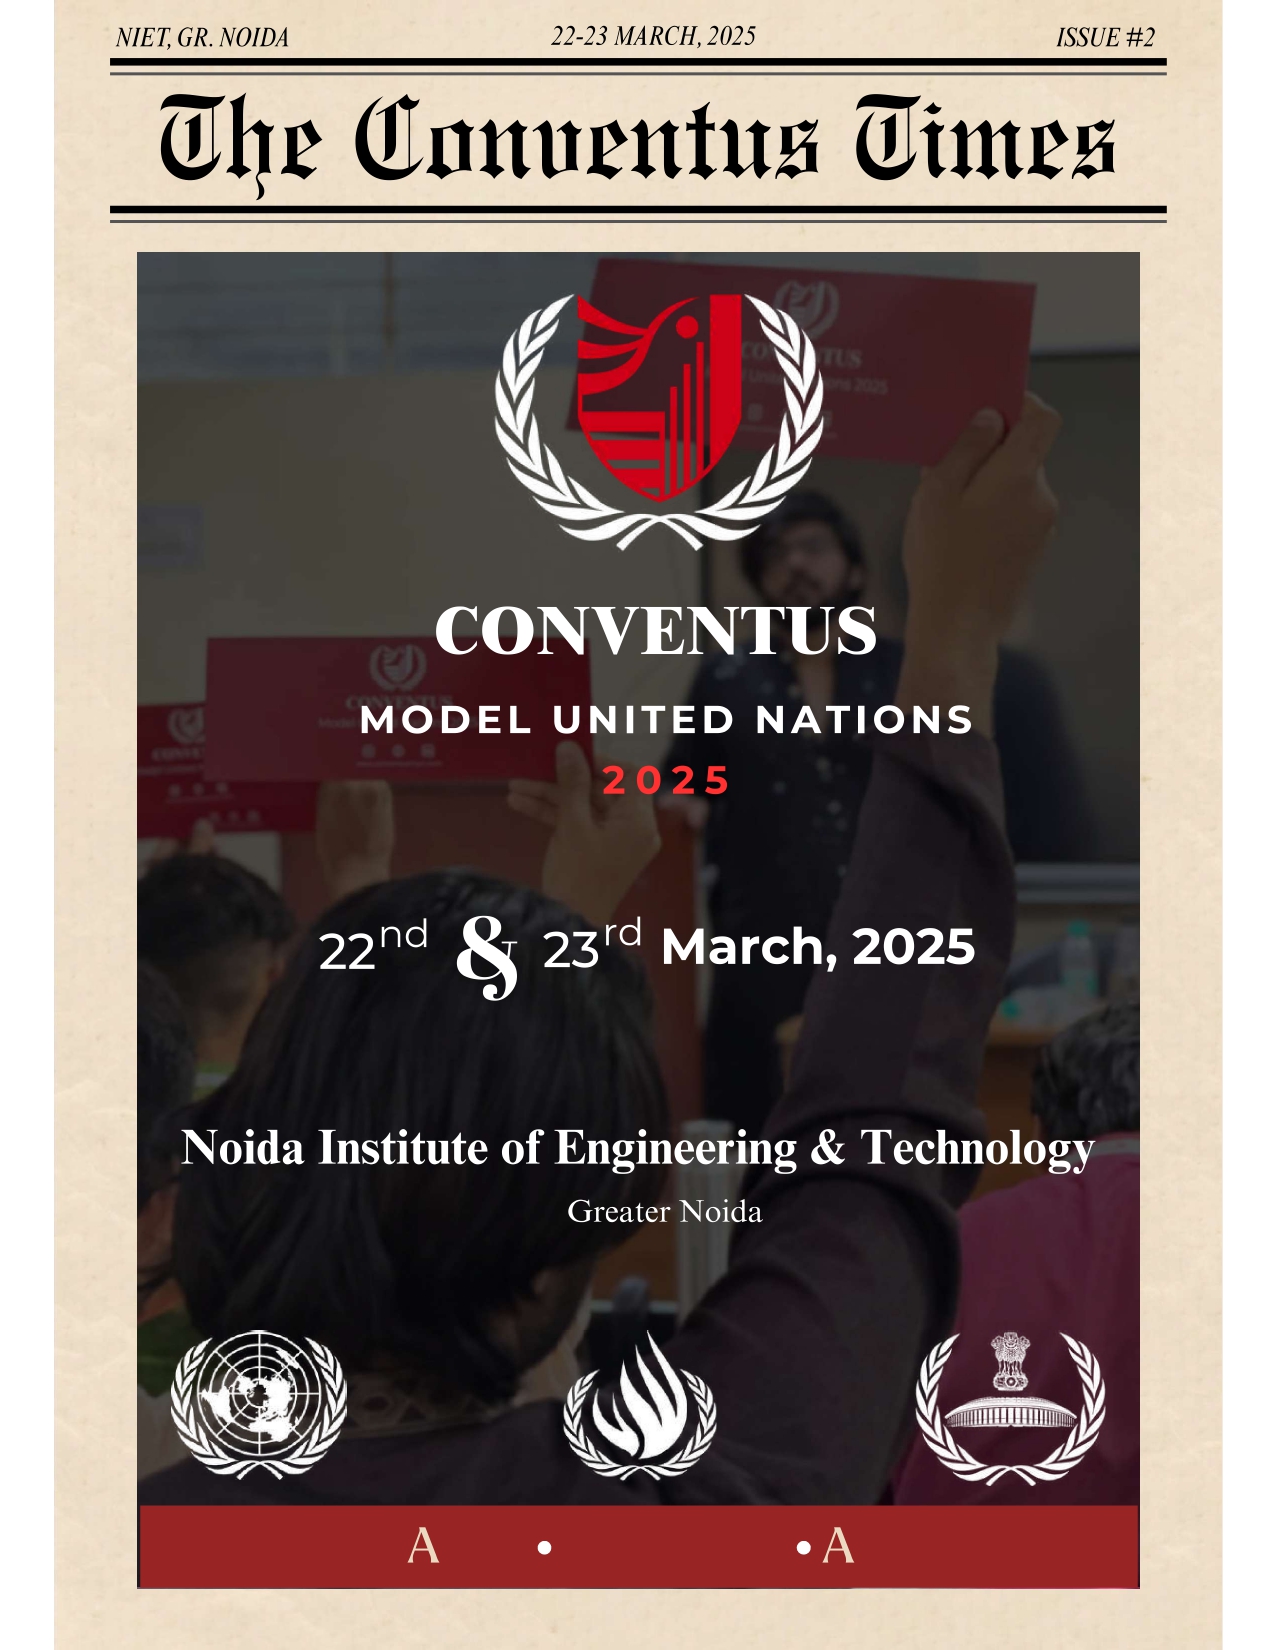 NIET, GR. NOIDA 22-23 MARCH, 2025 ISSUE #2
The Conventus Times
CONVENTUS
MODEL UNITED NATIONS
2025
22nd & 23rd March, 2025
Noida Institute of Engineering & Technology
Greater Noida
A • • A